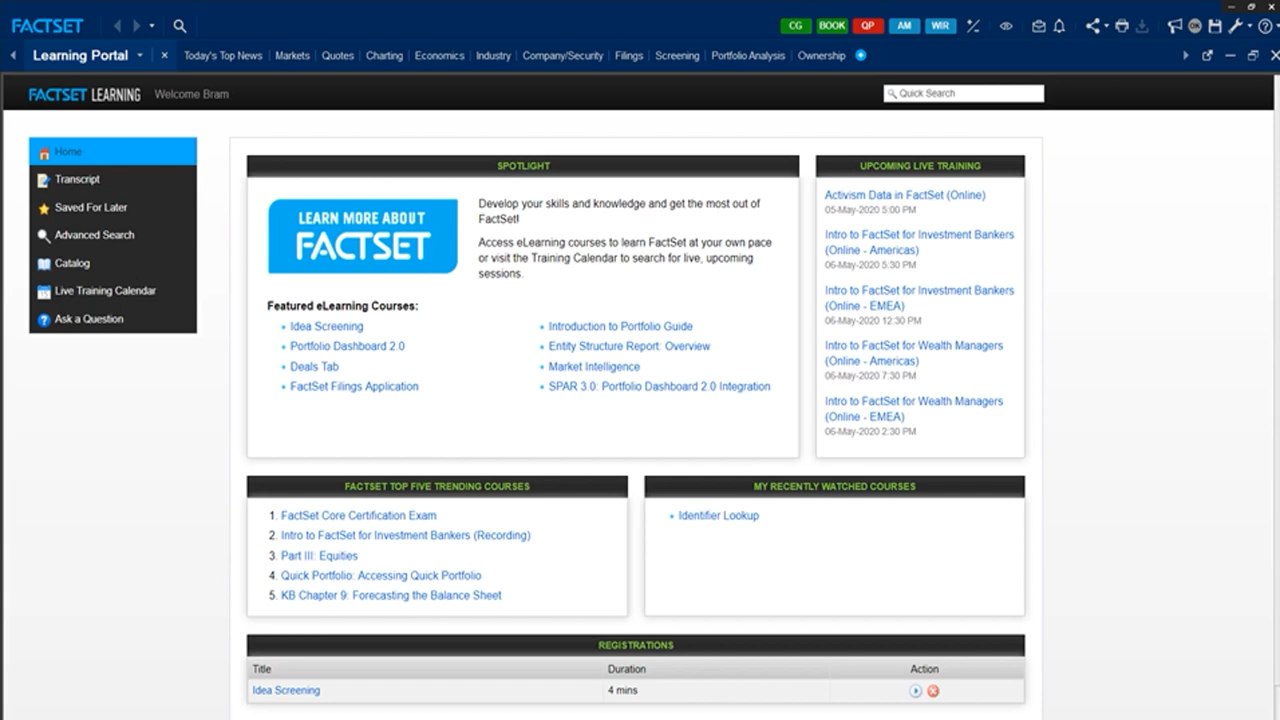 FACTSET
CG BOOK QP AM WIR OK
Learning Portal Today's Top News Markets Quotes Charting Economics Industry Company/Security Filings Screening Portfolio Analysis Ownership
FACTSET LEARNING Welcome Bram Quick Search
Home
Transcript
Saved For Later
Advanced Search
Catalog
Live Training Calendar
Ask a Question
SPOTLIGHT
LEARN MORE ABOUT
FACTSET
Develop your skills and knowledge and get the most out of
FactSet!
Access eLearning courses to learn FactSet at your own pace
or visit the Training Calendar to search for live, upcoming
sessions.
Featured eLearning Courses:
• Idea Screening
• Portfolio Dashboard 2.0
• Deals Tab
• FactSet Filings Application
• Introduction to Portfolio Guide
• Entity Structure Report: Overview
• Market Intelligence
• SPAR 3.0: Portfolio Dashboard 2.0 Integration
UPCOMING LIVE TRAINING
Activism Data in FactSet (Online)
05-May-2020 5:00 PM
Intro to FactSet for Investment Bankers
(Online - Americas)
06-May-2020 5:30 PM
Intro to FactSet for Investment Bankers
(Online - EMEA)
06-May-2020 12:30 PM
Intro to FactSet for Wealth Managers
(Online - Americas)
06-May-2020 7:30 PM
Intro to FactSet for Wealth Managers
(Online - EMEA)
06-May-2020 2:30 PM
FACTSET TOP FIVE TRENDING COURSES
1. FactSet Core Certification Exam
2. Intro to FactSet for Investment Bankers (Recording)
3. Part III: Equities
4. Quick Portfolio: Accessing Quick Portfolio
5. KB Chapter 9: Forecasting the Balance Sheet
MY RECENTLY WATCHED COURSES
• Identifier Lookup
REGISTRATIONS
Title Duration Action
Idea Screening 4 mins